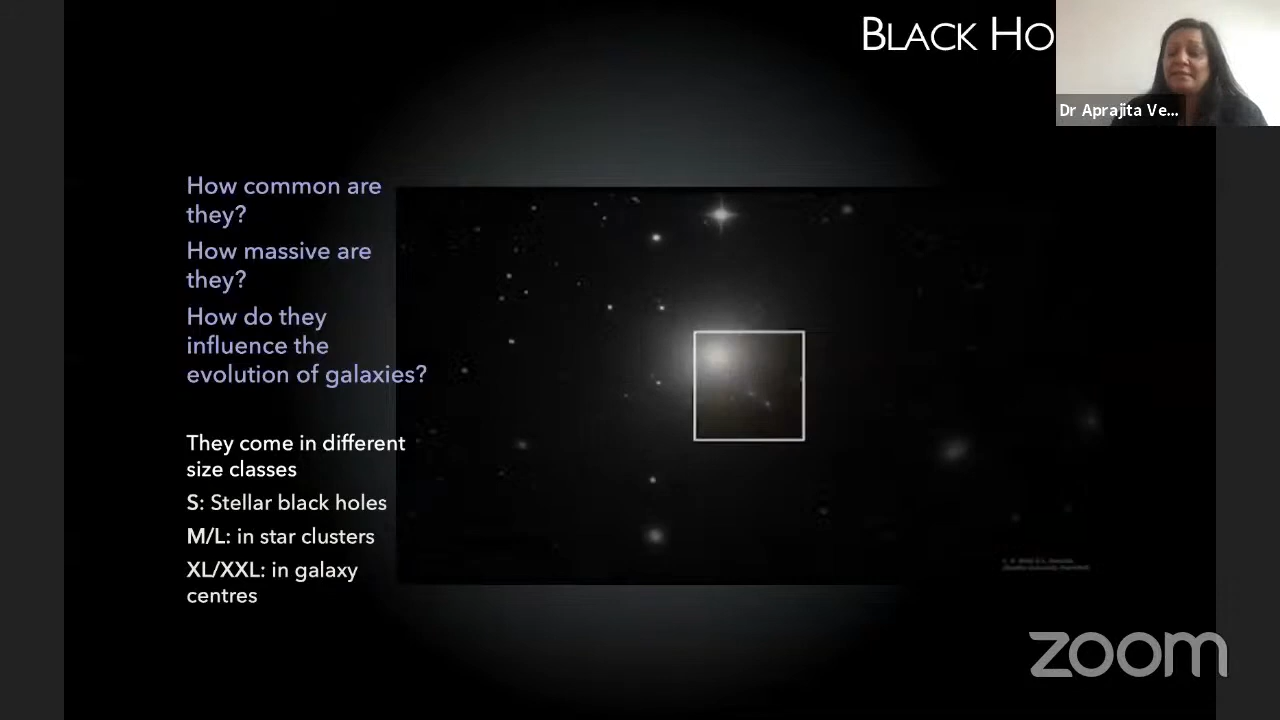 BLACK HO
Dr Aprajita Ve...
How common are
they?
How massive are
they?
How do they
influence the
evolution of galaxies?
They come in different
size classes
S: Stellar black holes
M/L: in star clusters
XL/XXL: in galaxy
centres
zoom